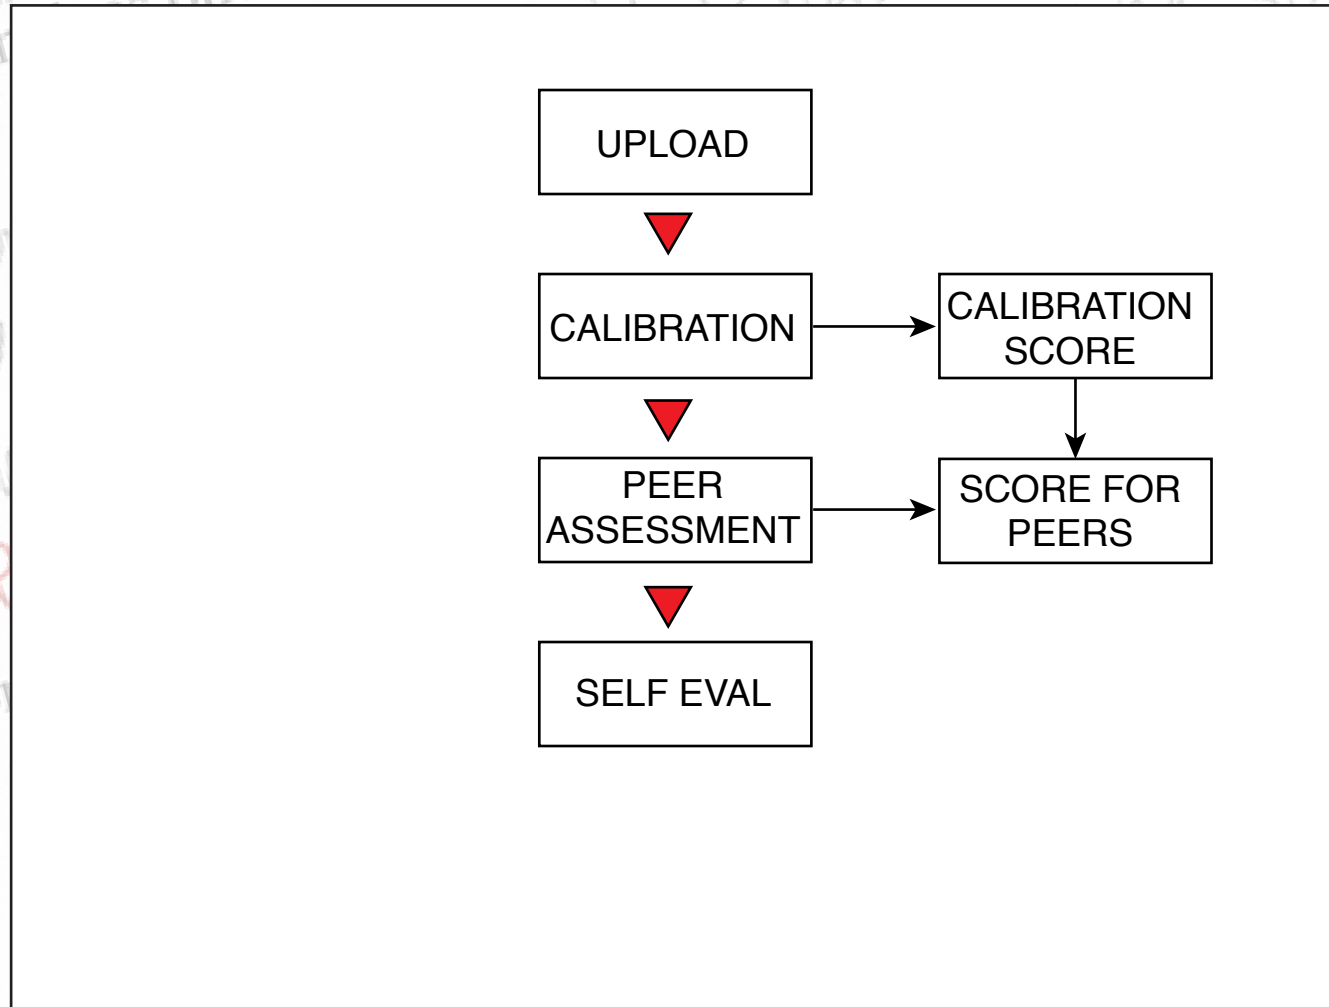 UPLOAD
CALIBRATION
CALIBRATION
SCORE
PEER
ASSESSMENT
SCORE FOR
PEERS
SELF EVAL